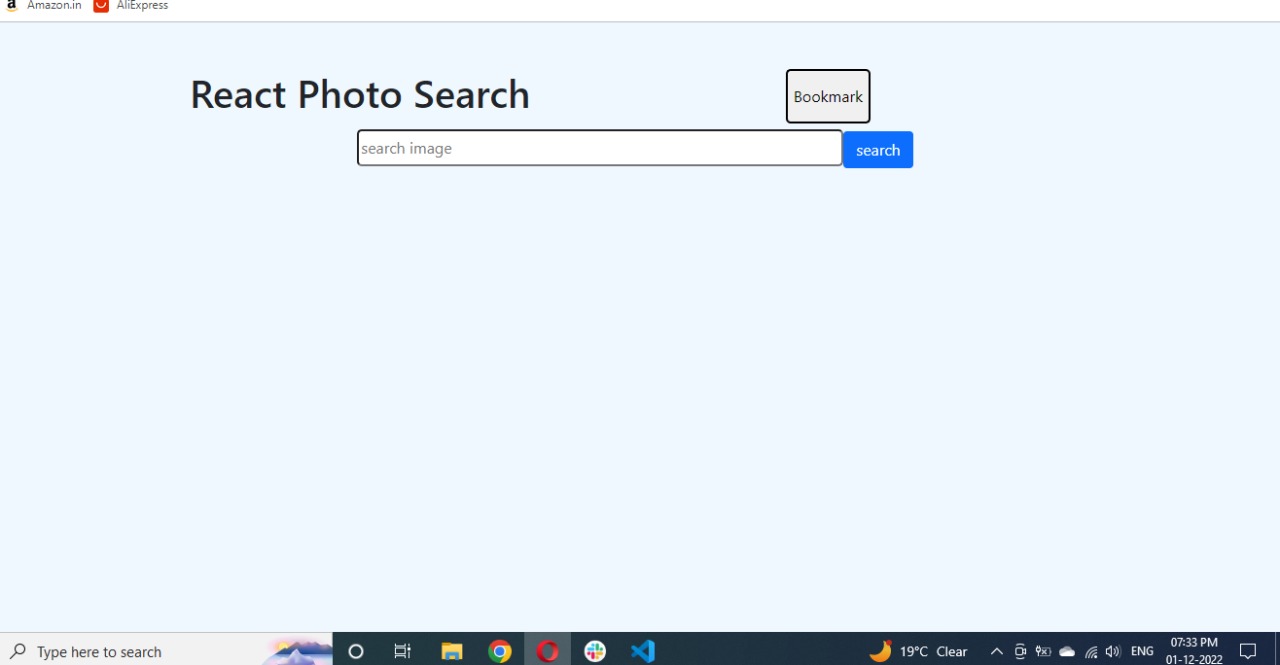 Amazon.in AliExpress
React Photo Search
Bookmark
search image
search
Type here to search
19°C Clear
ENG
07:33 PM
01-12-2022